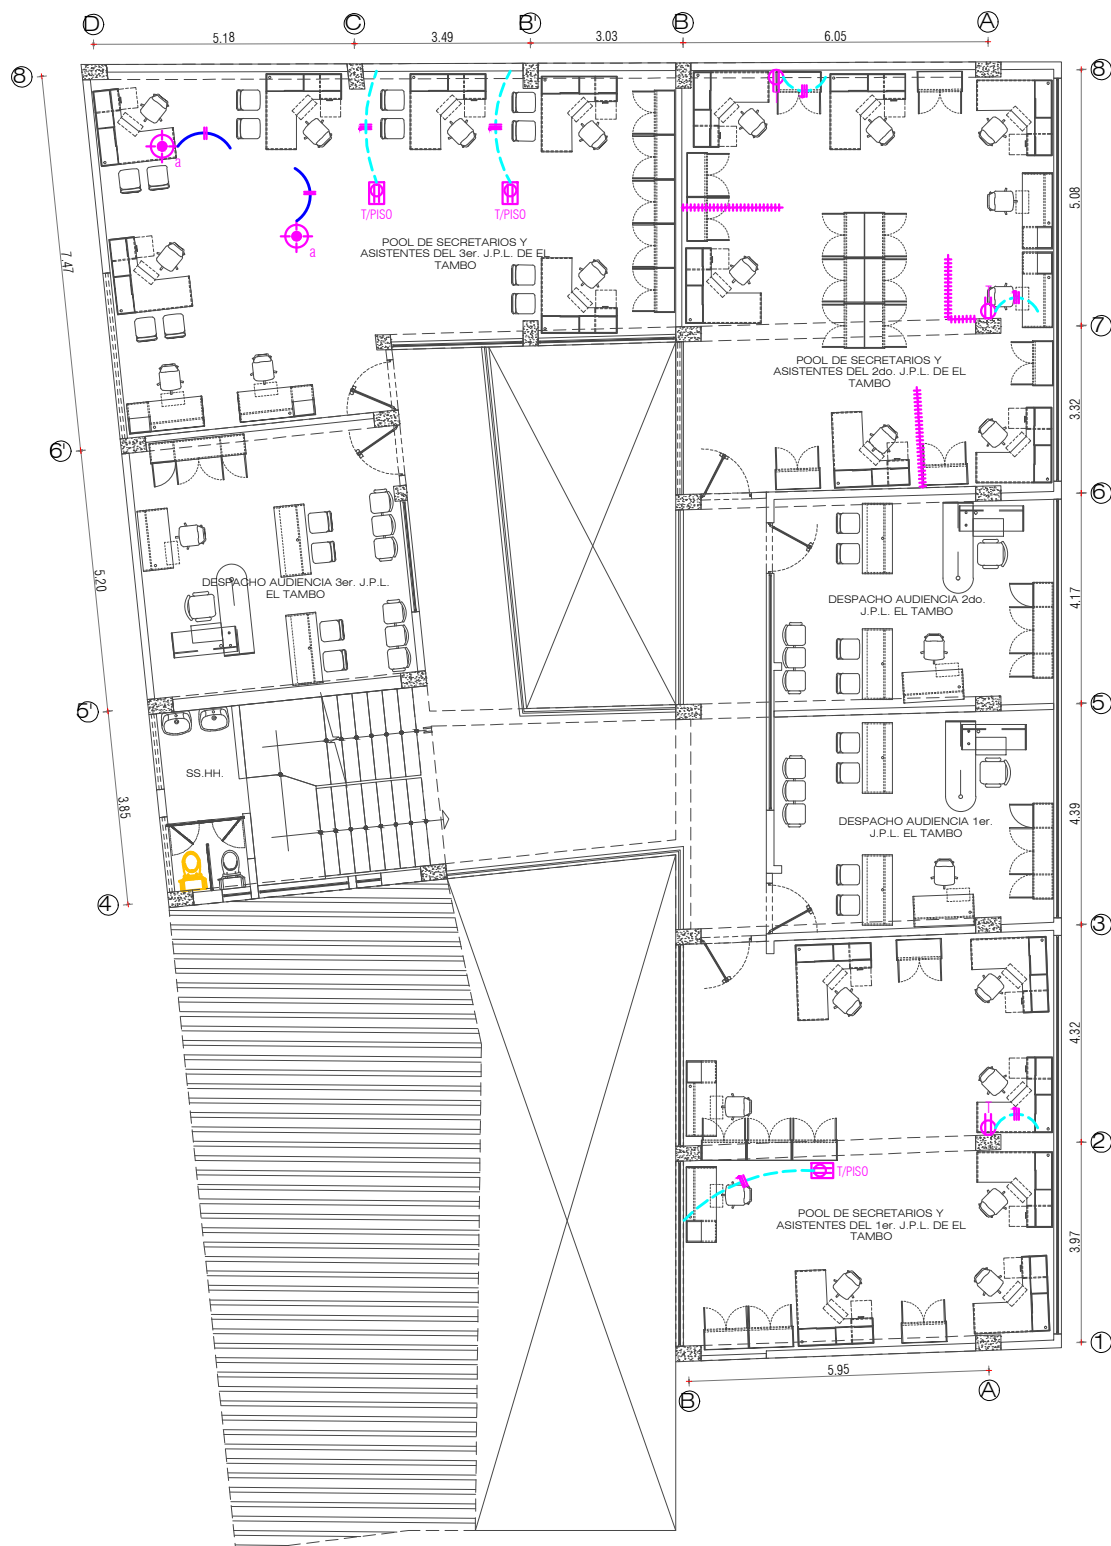 D
C
B'
B
A
5.18
3.49
3.03
6.05
8
8
a
a
T/PISO
T/PISO
POOL DE SECRETARIOS Y
ASISTENTES DEL 3er. J.P.L. DE EL
TAMBO
5.08
7.47
T
7
POOL DE SECRETARIOS Y
ASISTENTES DEL 2do. J.P.L. DE EL
TAMBO
3.32
6'
6
5.20
DESPACHO AUDIENCIA 3er. J.P.L.
EL TAMBO
DESPACHO AUDIENCIA 2do.
J.P.L. EL TAMBO
4.17
5'
5
SS.HH.
3.85
DESPACHO AUDIENCIA 1er.
J.P.L. EL TAMBO
4.39
4
3
4.32
T
2
T/PISO
POOL DE SECRETARIOS Y
ASISTENTES DEL 1er. J.P.L. DE EL
TAMBO
3.97
1
5.95
B
A